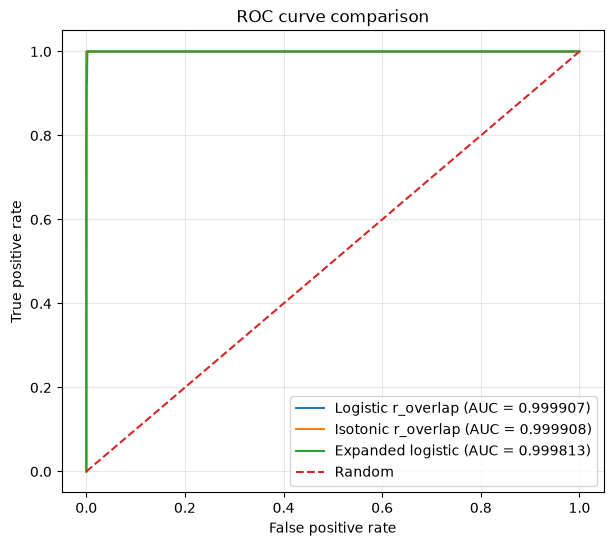 ROC curve comparison
1.0
0.8
0.6
0.4
0.2
0.0
True positive rate
Logistic r_overlap (AUC = 0.999907)
Isotonic r_overlap (AUC = 0.999908)
Expanded logistic (AUC = 0.999813)
Random
0.0 0.2 0.4 0.6 0.8 1.0
False positive rate